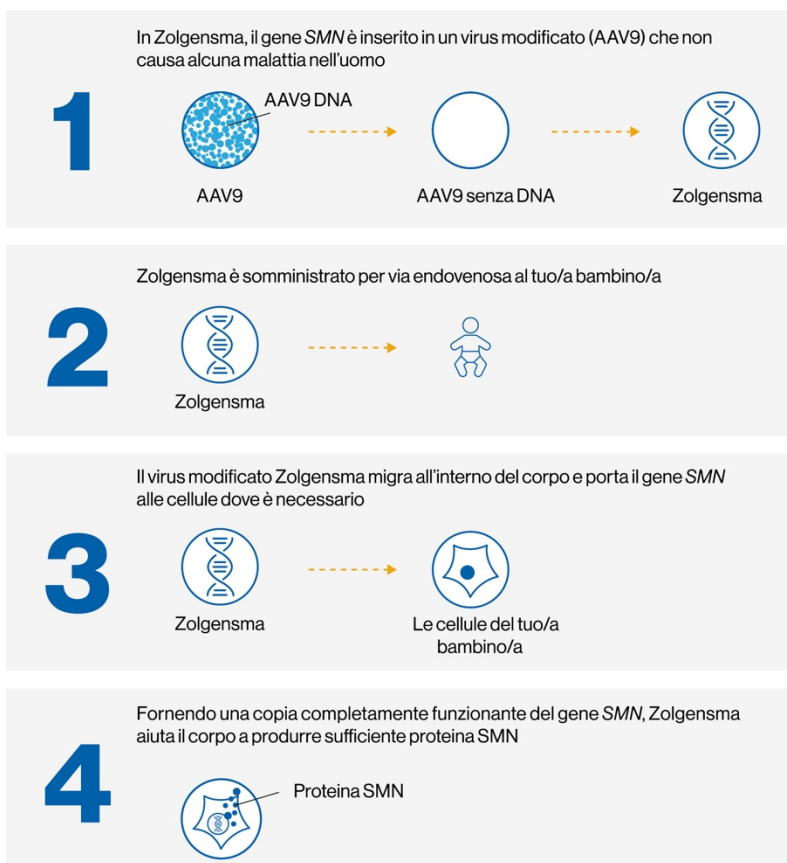 In Zolgensma, il gene SMN è inserito in un virus modificato (AAV9) che non
causa alcuna malattia nell'uomo
1
AAV9 DNA
AAV9
AAV9 senza DNA
Zolgensma
Zolgensma è somministrato per via endovenosa al tuo/a bambino/a
2
Zolgensma
Il virus modificato Zolgensma migra all'interno del corpo e porta il gene SMN
alle cellule dove è necessario
3
Zolgensma
Le cellule del tuo/a
bambino/a
Fornendo una copia completamente funzionante del gene SMN, Zolgensma
aiuta il corpo a produrre sufficiente proteina SMN
4
Proteina SMN